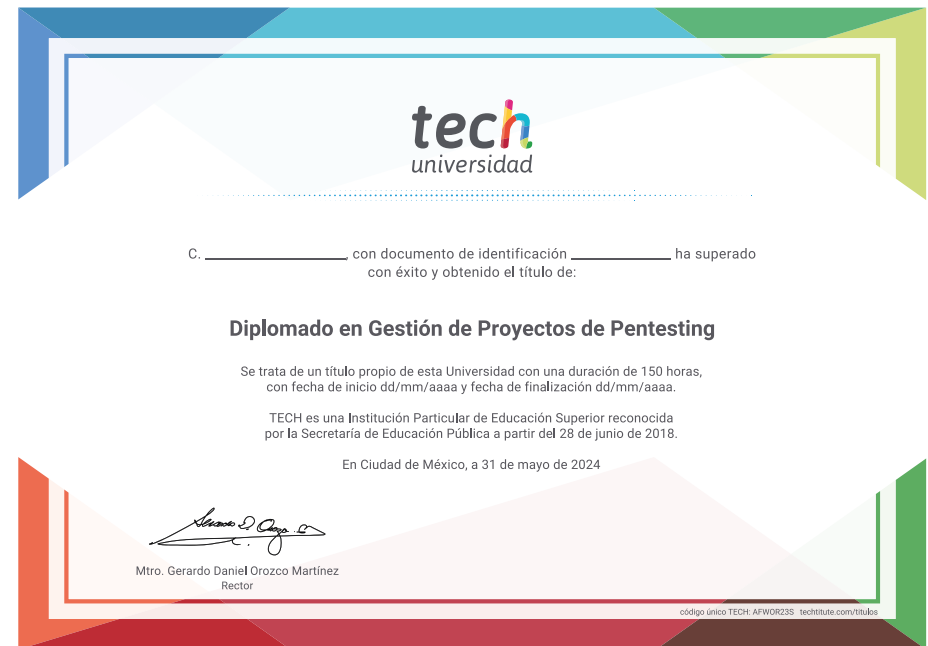 tech
universidad
C. ____________, con documento de identificación ____________ ha superado
con éxito y obtenido el título de:
Diplomado en Gestión de Proyectos de Pentesting
Se trata de un título propio de esta Universidad con una duración de 150 horas,
con fecha de inicio dd/mm/aaaa y fecha de finalización dd/mm/aaaa.
TECH es una Institución Particular de Educación Superior reconocida
por la Secretaría de Educación Pública a partir del 28 de junio de 2018.
En Ciudad de México, a 31 de mayo de 2024
Mtro. Gerardo Daniel Orozco Martínez
Rector
código único TECH: AFWOR23S techtitute.com/titulos